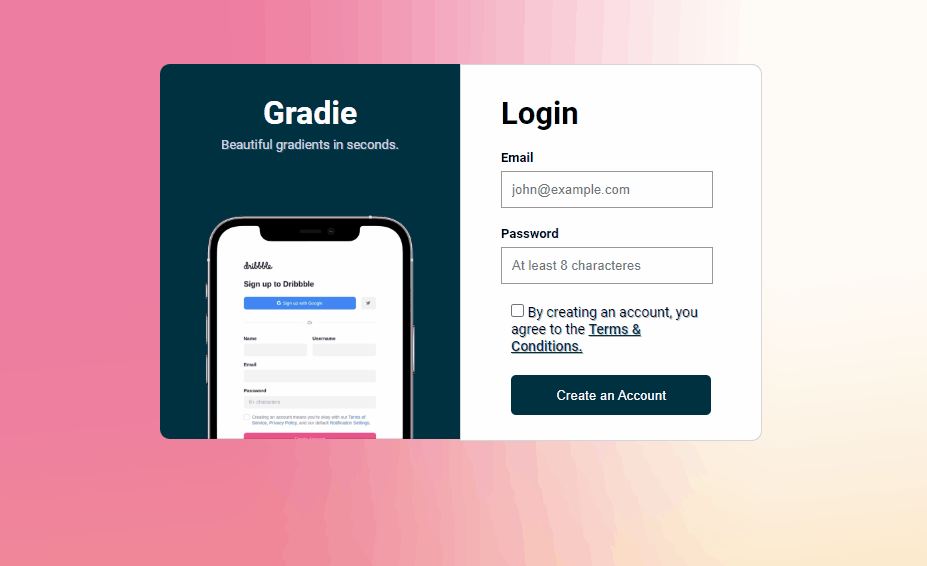 Gradie
Beautiful gradients in seconds.
dribbble
Sign up to Dribbble
Sign up with Google
Or
Name Username
Email
Password
6+ characters
Creating an account means you're okay with our Terms of
Service, Privacy Policy, and our default Notification Settings.
Login
Email
john@example.com
Password
At least 8 characteres
By creating an account, you
agree to the Terms &
Conditions.
Create an Account